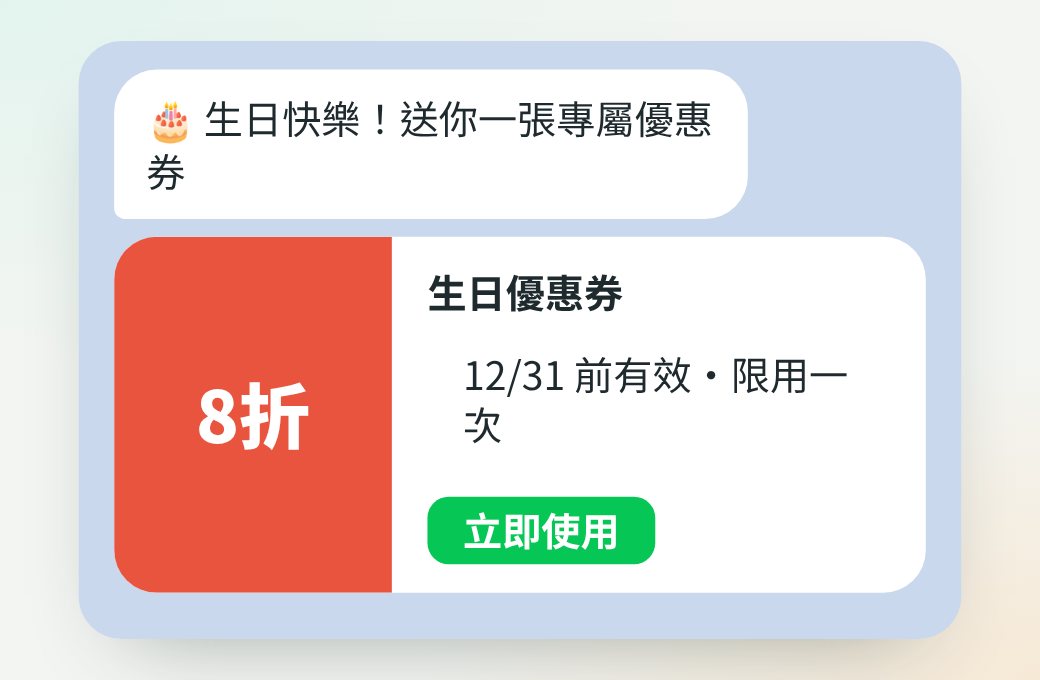 🎂 生日快樂！送你一張專屬優惠
券
生日優惠券
12/31 前有效・限用一
次
8折
立即使用